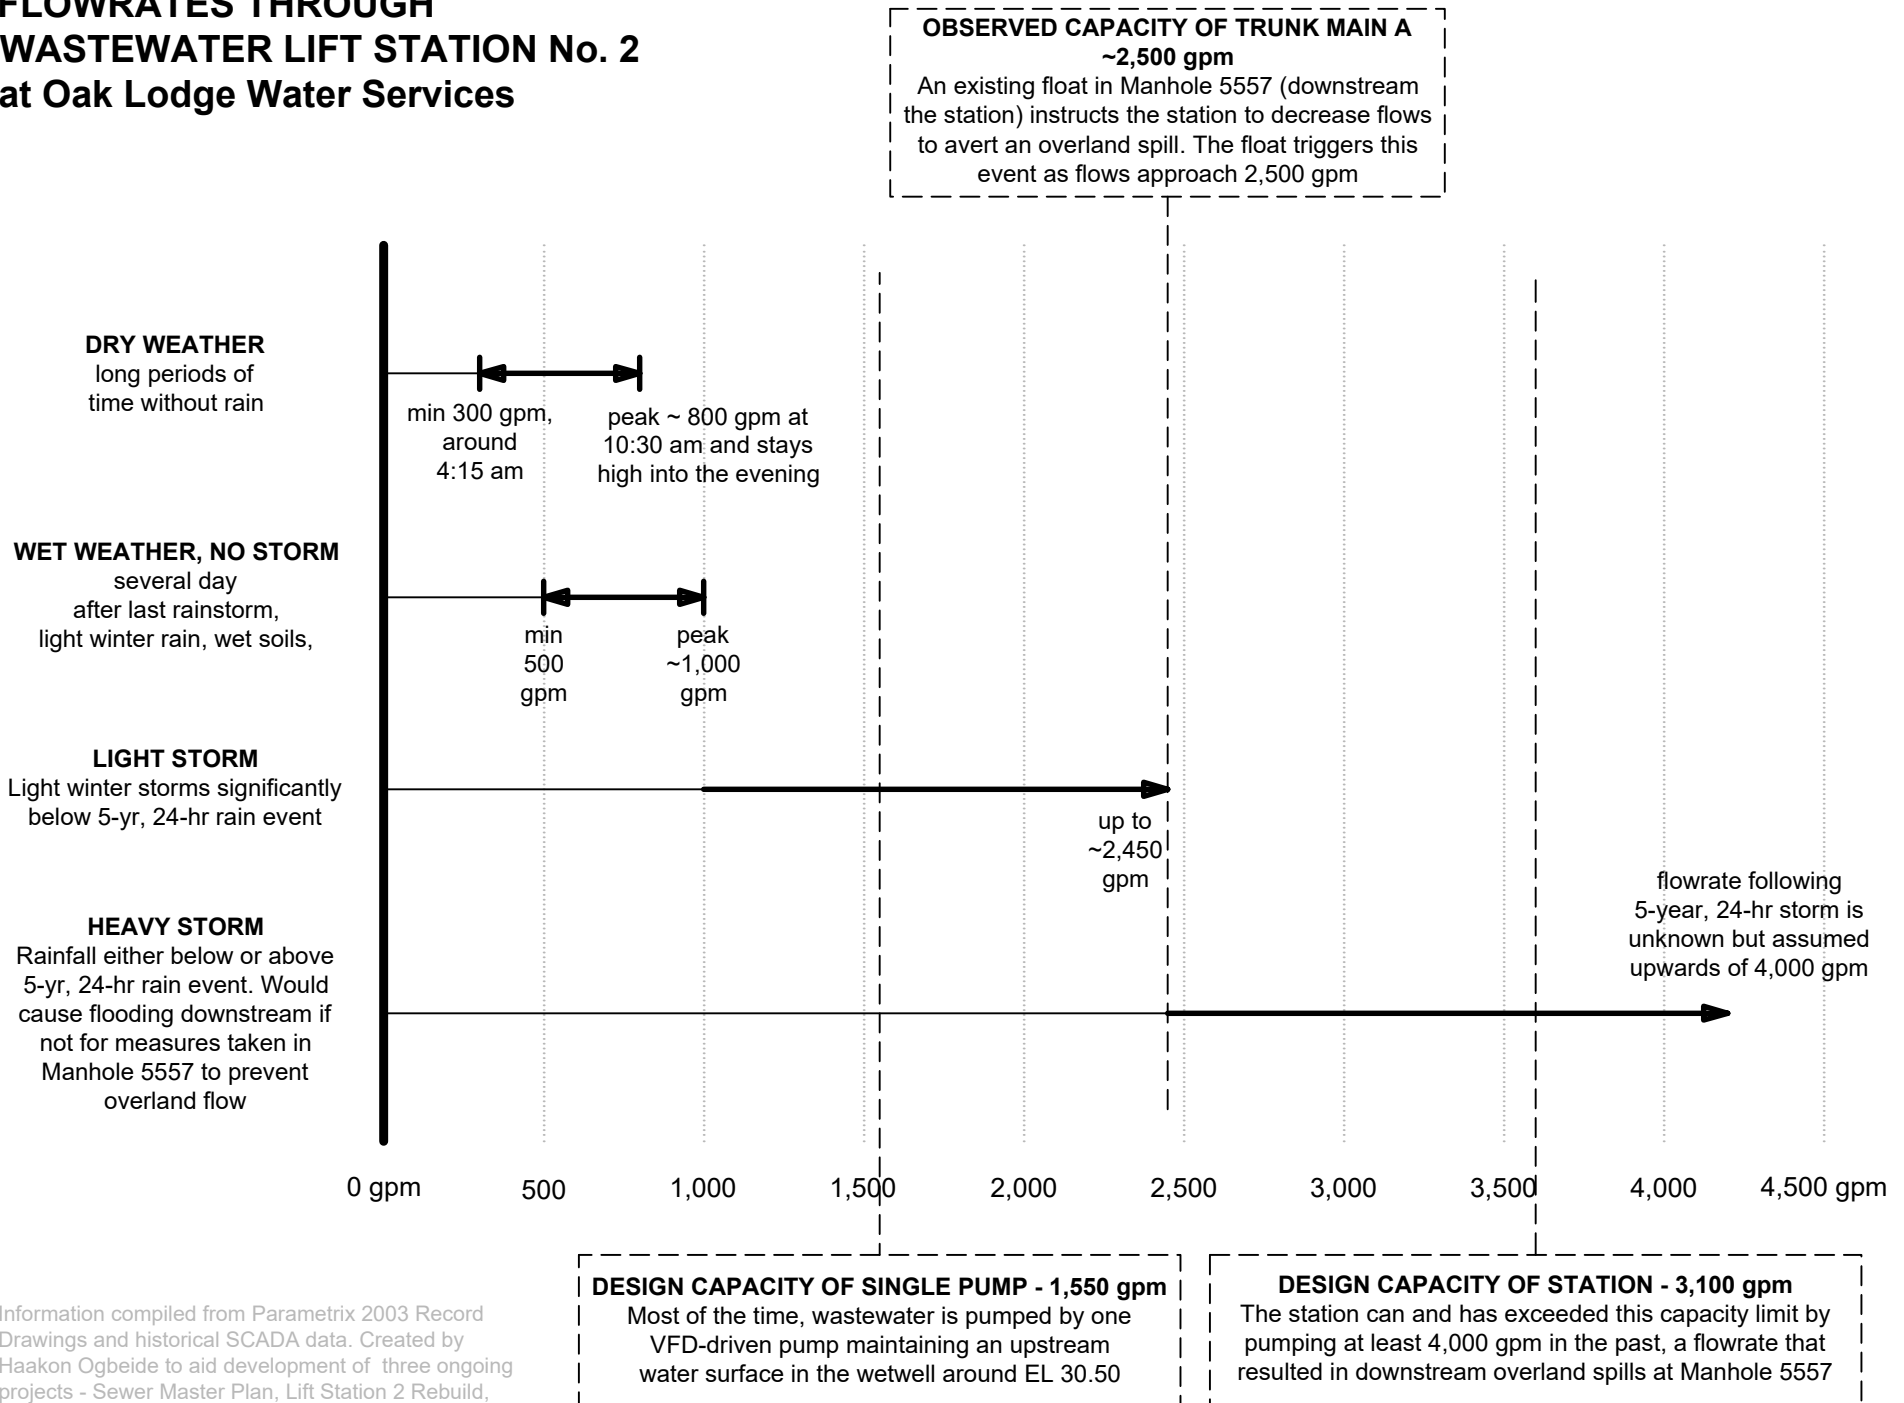 FLOWRATES THROUGH
WASTEWATER LIFT STATION No. 2
at Oak Lodge Water Services
OBSERVED CAPACITY OF TRUNK MAIN A
~2,500 gpm
An existing float in Manhole 5557 (downstream
the station) instructs the station to decrease flows
to avert an overland spill. The float triggers this
event as flows approach 2,500 gpm
DRY WEATHER
long periods of
time without rain
min 300 gpm,
around
4:15 am
peak ~ 800 gpm at
10:30 am and stays
high into the evening
WET WEATHER, NO STORM
several day
after last rainstorm,
light winter rain, wet soils,
min
500
gpm
peak
~1,000
gpm
LIGHT STORM
Light winter storms significantly
below 5-yr, 24-hr rain event
up to
~2,450
gpm
HEAVY STORM
Rainfall either below or above
5-yr, 24-hr rain event. Would
cause flooding downstream if
not for measures taken in
Manhole 5557 to prevent
overland flow
flowrate following
5-year, 24-hr storm is
unknown but assumed
upwards of 4,000 gpm
0 gpm 500 1,000 1,500 2,000 2,500 3,000 3,500 4,000 4,500 gpm
DESIGN CAPACITY OF SINGLE PUMP - 1,550 gpm
Most of the time, wastewater is pumped by one
VFD-driven pump maintaining an upstream
water surface in the wetwell around EL 30.50
DESIGN CAPACITY OF STATION - 3,100 gpm
The station can and has exceeded this capacity limit by
pumping at least 4,000 gpm in the past, a flowrate that
resulted in downstream overland spills at Manhole 5557
Information compiled from Parametrix 2003 Record
Drawings and historical SCADA data. Created by
Haakon Ogbeide to aid development of three ongoing
projects - Sewer Master Plan, Lift Station 2 Rebuild,